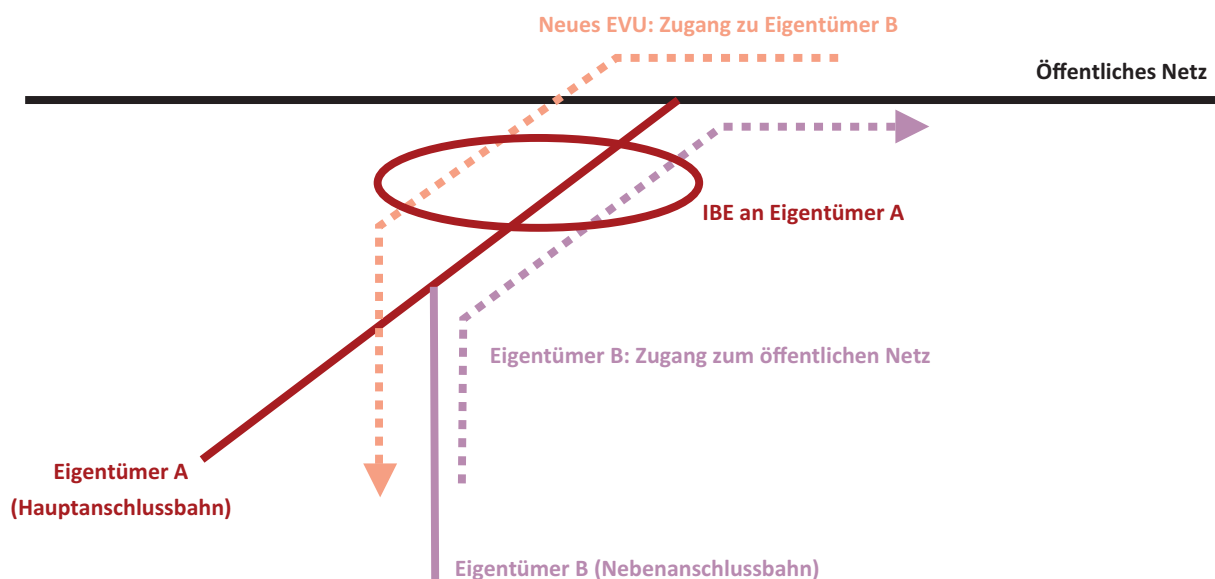 Neues EVU: Zugang zu Eigentümer B
Öffentliches Netz
IBE an Eigentümer A
Eigentümer B: Zugang zum öffentlichen Netz
Eigentümer A
(Hauptanschlussbahn)
Eigentümer B (Nebenanschlussbahn)